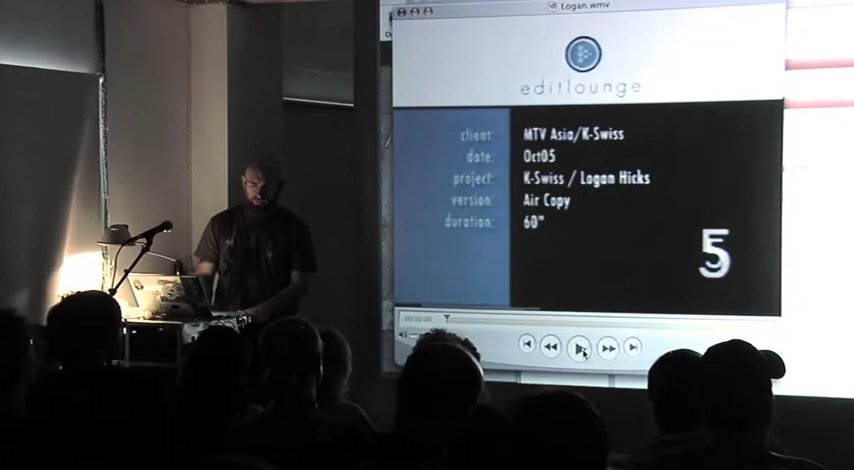 Logan.wmv
editlounge
client: MTV Asia/K-Swiss
date: Oct05
project: K-Swiss / Logan Hicks
version: Air Copy
duration: 60"
5
00:00:00